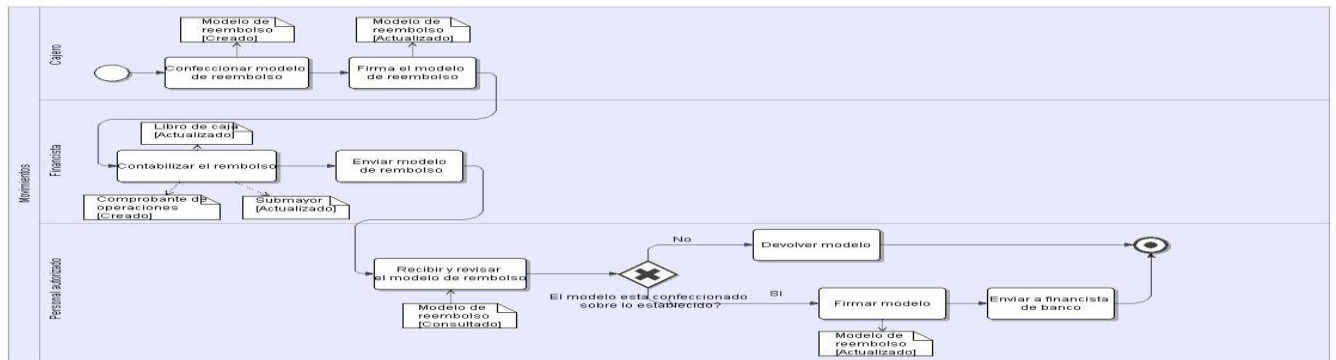 Movimientos
Cajero
Modelo de
reembolso
[Creado]
Modelo de
reembolso
[Actualizado]
Confeccionar modelo
de reembolso
Firma el modelo
de reembolso
Financista
Libro de caja
[Actualizado]
Contabilizar el rembolso
Enviar modelo
de rembolso
Comprobante de
operaciones
[Creado]
Submayor
[Actualizado]
Personal autorizado
No
Devolver modelo
Recibir y revisar
el modelo de rembolso
El modelo esta confeccionado
sobre lo establecido?
Si
Firmar modelo
Enviar a financista
de banco
Modelo de
reembolso
[Consultado]
Modelo de
reembolso
[Actualizado]